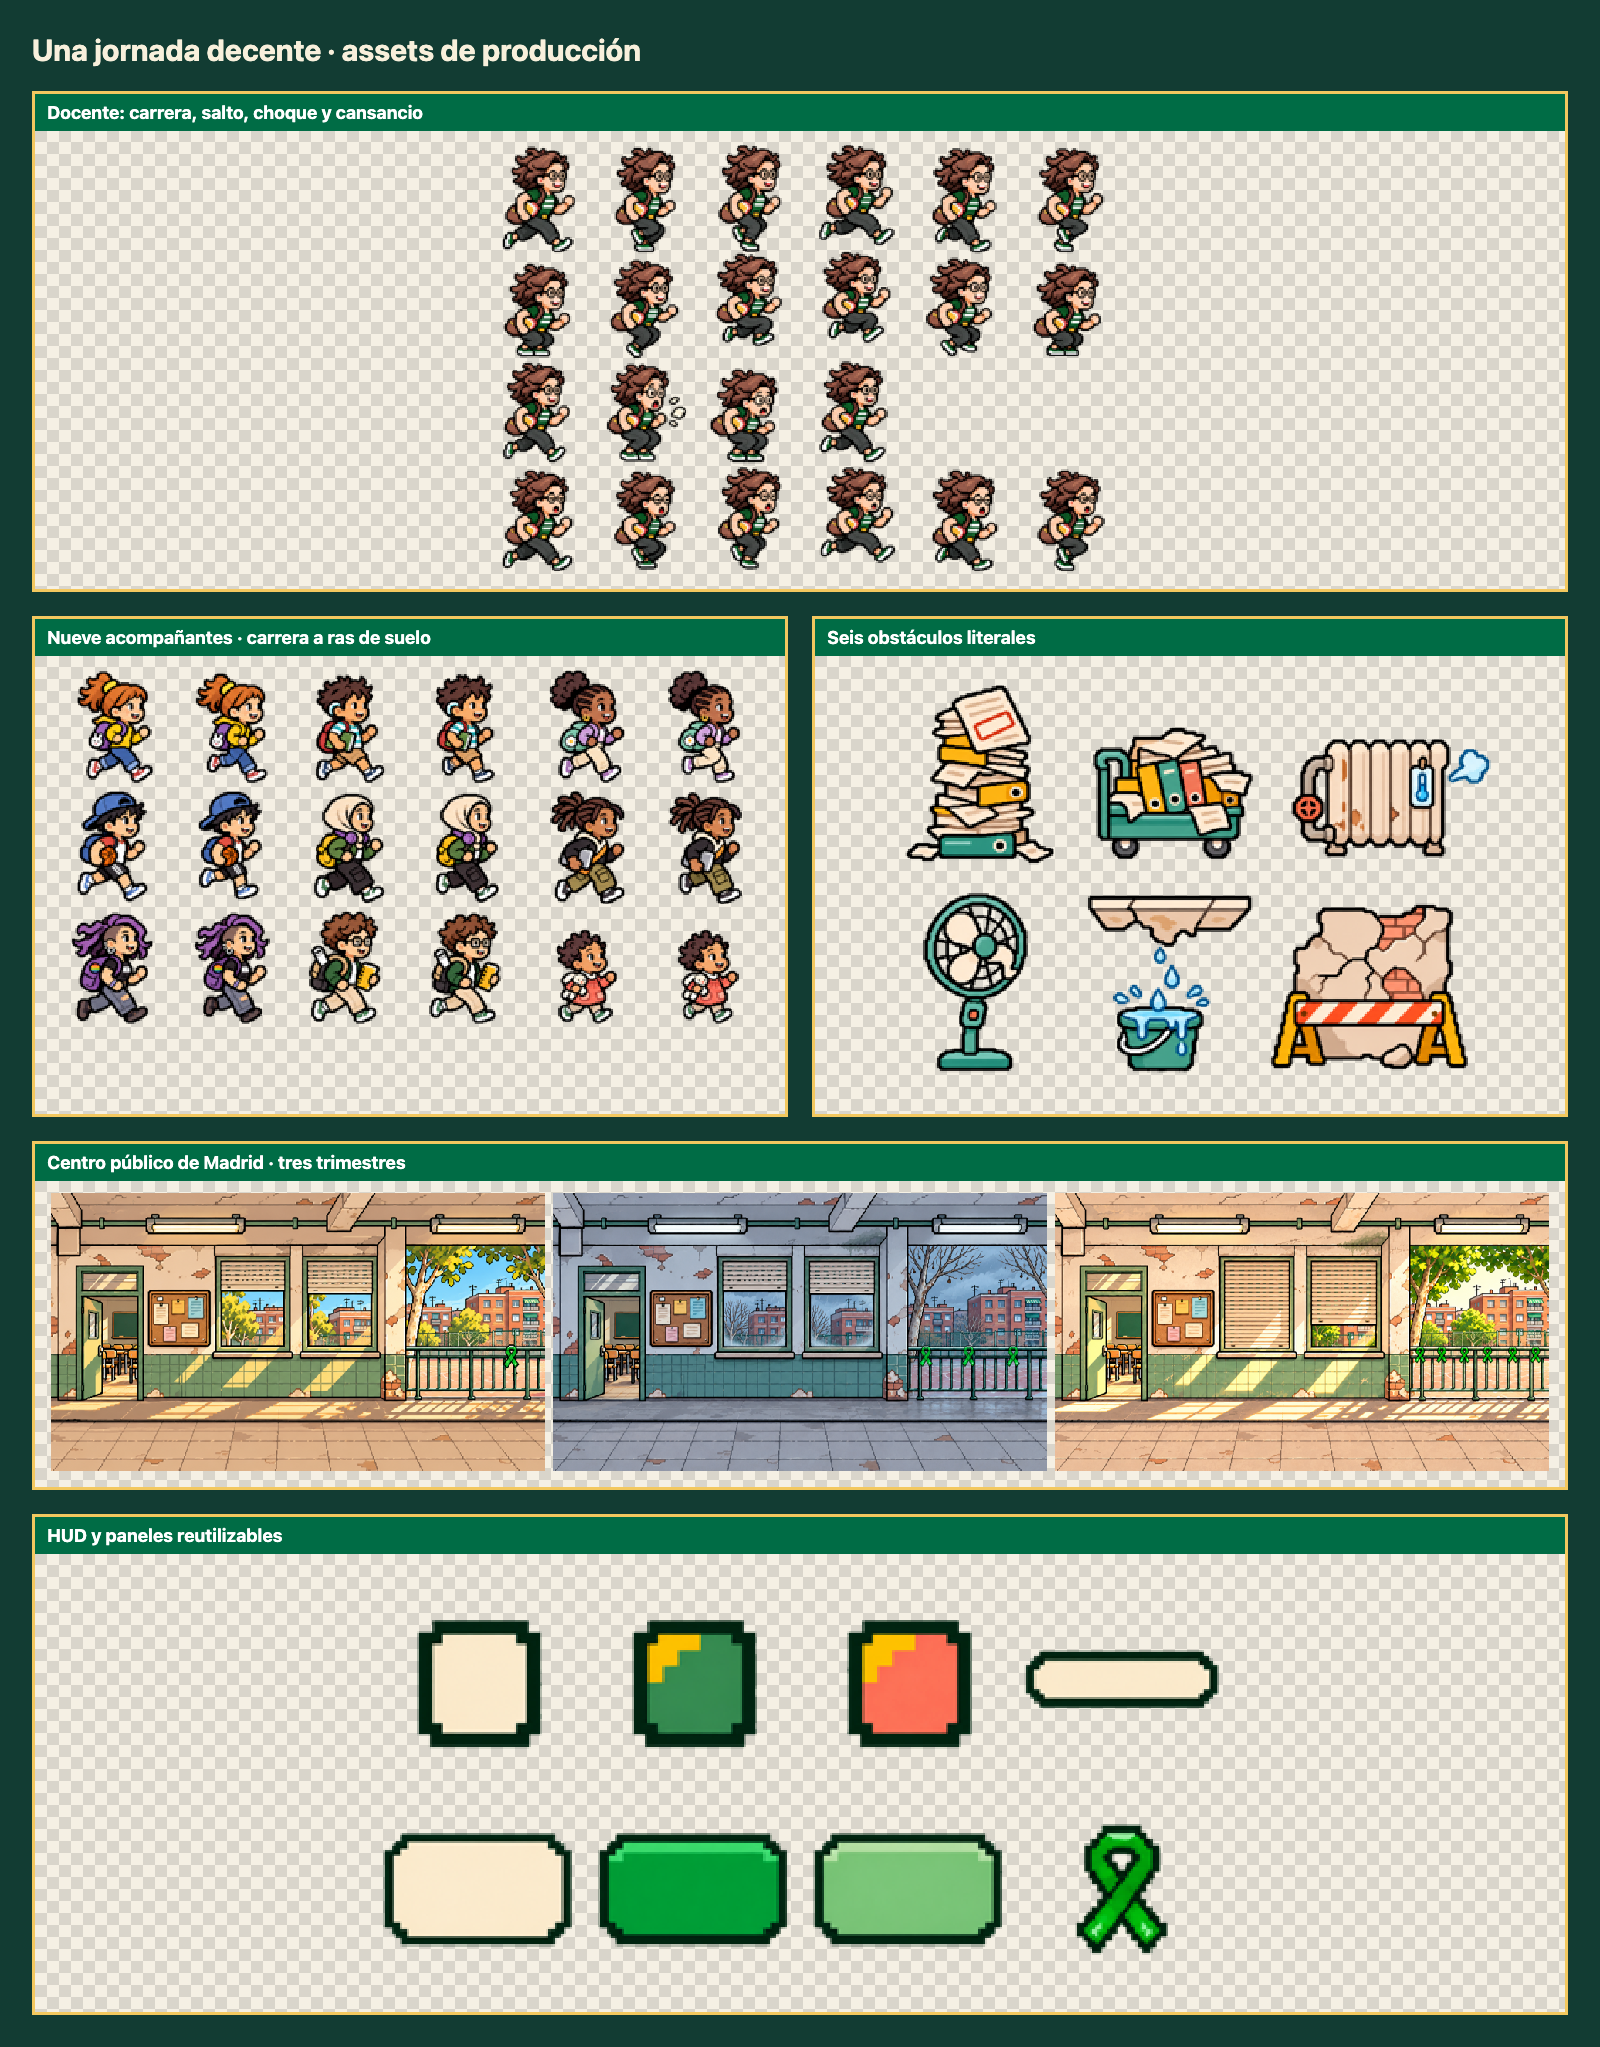 Una jornada decente · assets de producción
Docente: carrera, salto, choque y cansancio
Nueve acompañantes · carrera a ras de suelo
Seis obstáculos literales
Centro público de Madrid · tres trimestres
HUD y paneles reutilizables